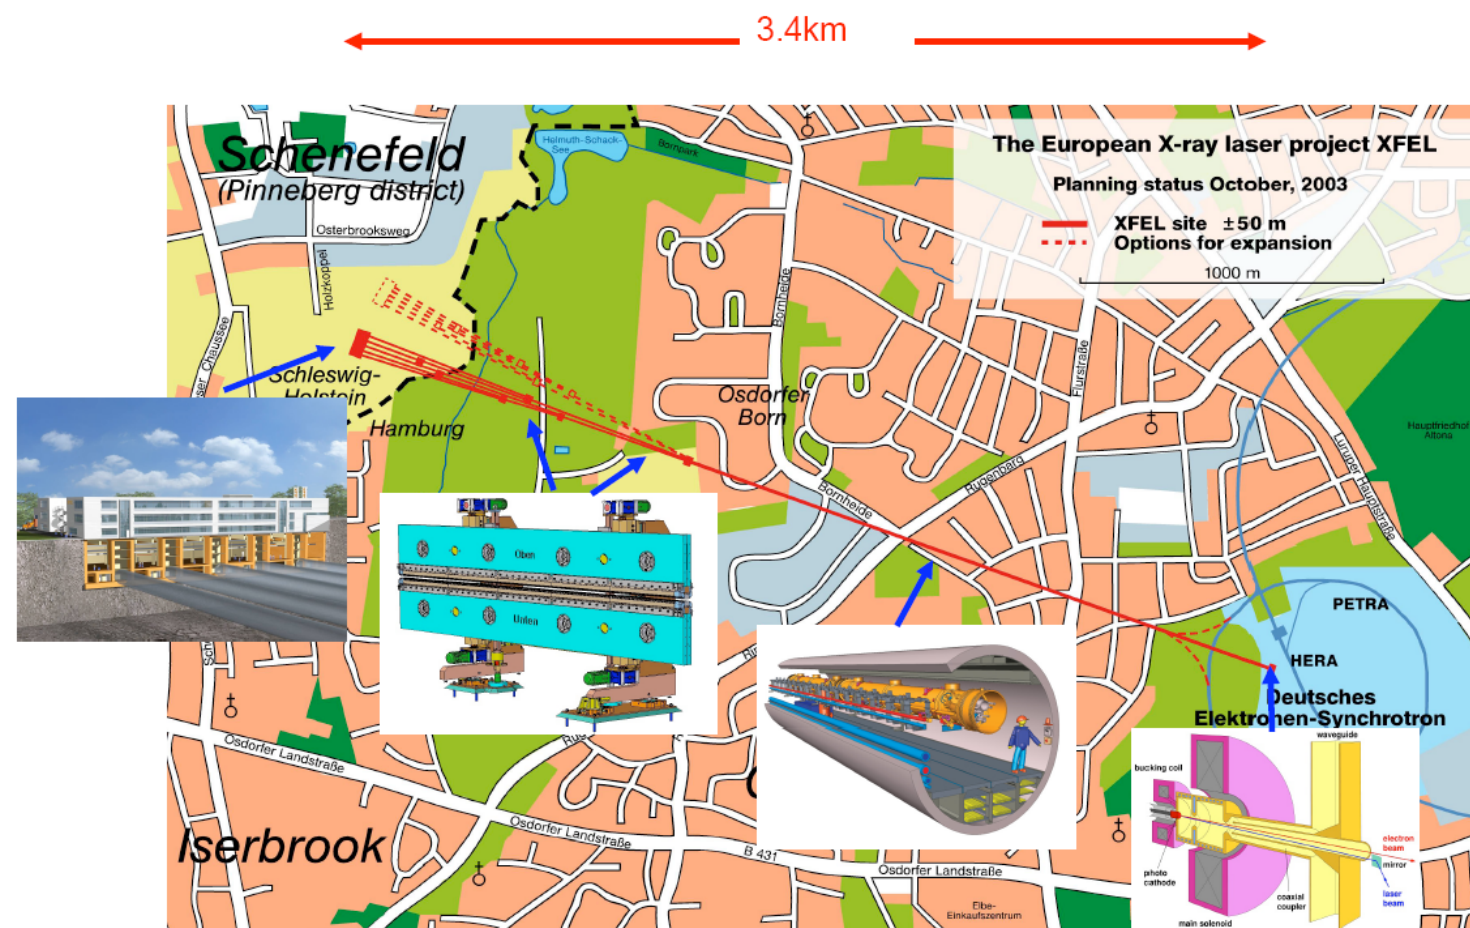 3.4km
Schenefeld
(Pinneberg district)
Helmuth-Schack-
See
Bornpark
The European X-ray laser project XFEL
Planning status October, 2003
XFEL site ±50 m
Options for expansion
1000 m
Osterbrooksweg
Holzkoppel
Bornheide
Flurstraße
Chaussee
Schleswig-
Holstein
Hamburg
Osdorfer
Born
Hauptfriedhof
Altona
Luruper Hauptstraße
Rugenbarg
Bornheide
Oben
Unten
PETRA
HERA
Deutsches
Elektronen-Synchrotron
Osdorfer Landstraße
Iserbrook
Osdorfer Landstraße
B 431
Osdorfer Landstraße
Elbe-
Einkaufszentrum
waveguide
bucking coil
electron
beam
mirror
photo
cathode
laser
beam
coaxial
coupler
main solenoid